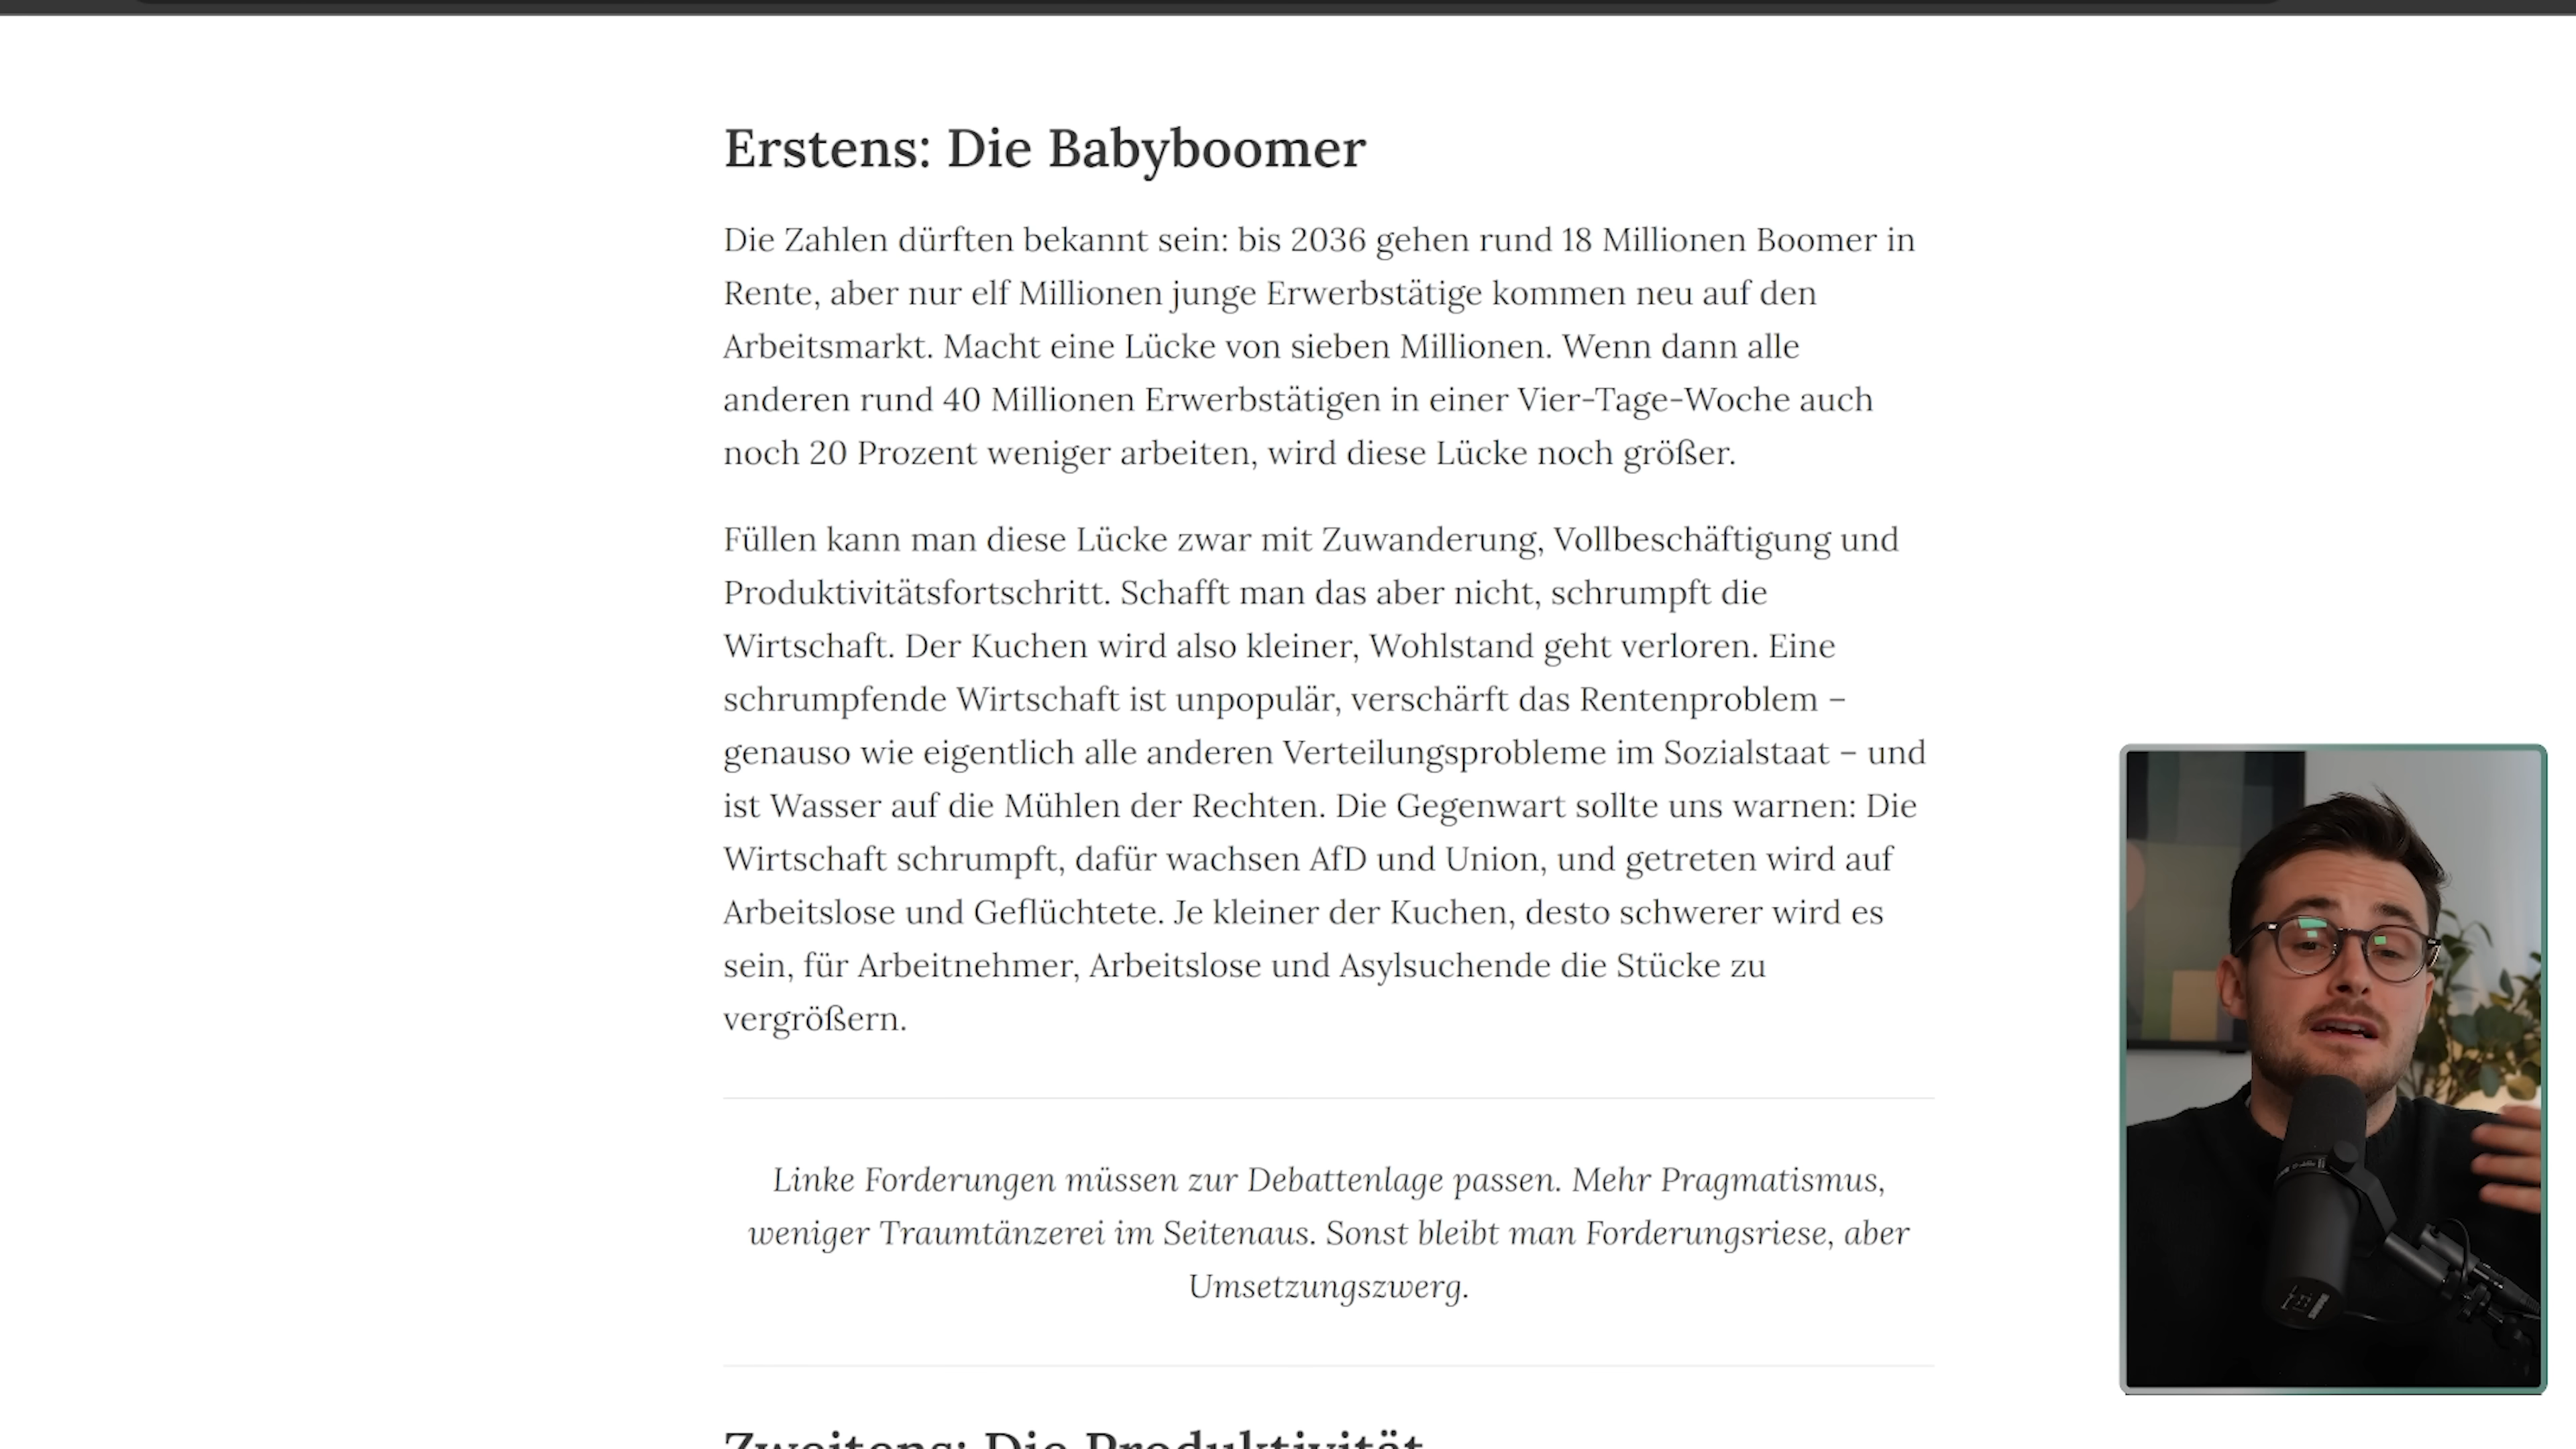 Erstens: Die Babyboomer
Die Zahlen dürften bekannt sein: bis 2036 gehen rund 18 Millionen Boomer in
Rente, aber nur elf Millionen junge Erwerbstätige kommen neu auf den
Arbeitsmarkt. Macht eine Lücke von sieben Millionen. Wenn dann alle
anderen rund 40 Millionen Erwerbstätigen in einer Vier-Tage-Woche auch
noch 20 Prozent weniger arbeiten, wird diese Lücke noch größer.
Füllen kann man diese Lücke zwar mit Zuwanderung, Vollbeschäftigung und
Produktivitätsfortschritt. Schafft man das aber nicht, schrumpft die
Wirtschaft. Der Kuchen wird also kleiner, Wohlstand geht verloren. Eine
schrumpfende Wirtschaft ist unpopulär, verschärft das Rentenproblem –
genauso wie eigentlich alle anderen Verteilungsprobleme im Sozialstaat – und
ist Wasser auf die Mühlen der Rechten. Die Gegenwart sollte uns warnen: Die
Wirtschaft schrumpft, dafür wachsen AfD und Union, und getreten wird auf
Arbeitslose und Geflüchtete. Je kleiner der Kuchen, desto schwerer wird es
sein, für Arbeitnehmer, Arbeitslose und Asylsuchende die Stücke zu
vergrößern.
Linke Forderungen müssen zur Debattenlage passen. Mehr Pragmatismus,
weniger Traumtänzerei im Seitenaus. Sonst bleibt man Forderungsriese, aber
Umsetzungszwerg.
Zweitens: Die Produktivität